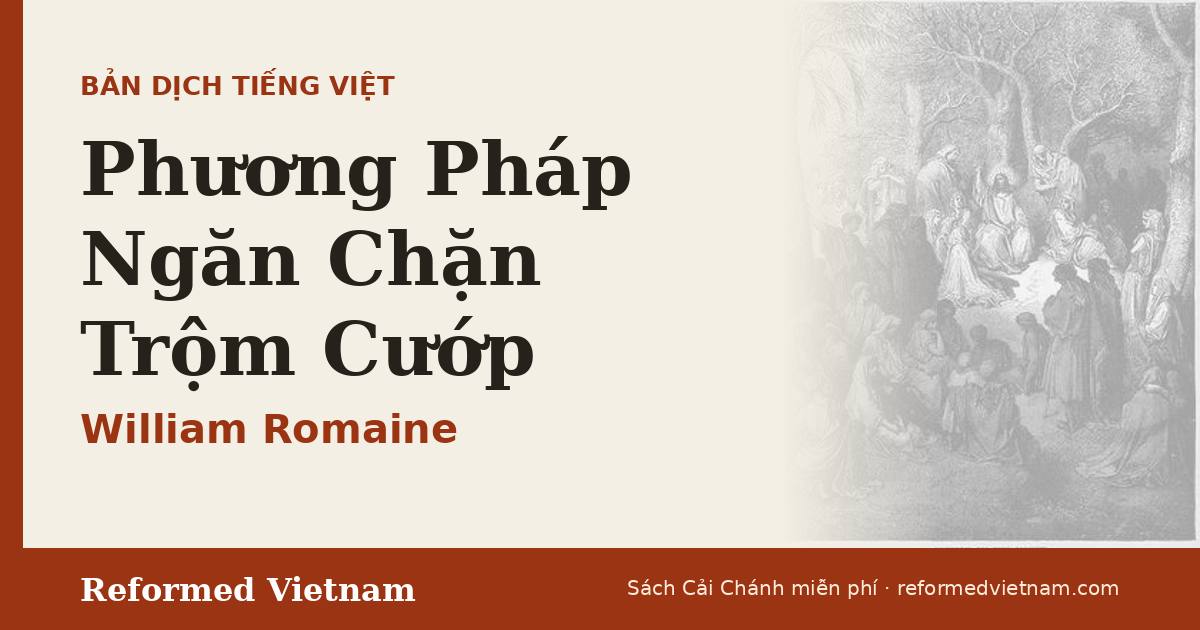 BẢN DỊCH TIẾNG VIỆT
Phương Pháp
Ngăn Chặn
Trộm Cướp
William Romaine
Reformed Vietnam
Sách Cải Chánh miễn phí · reformedvietnam.com